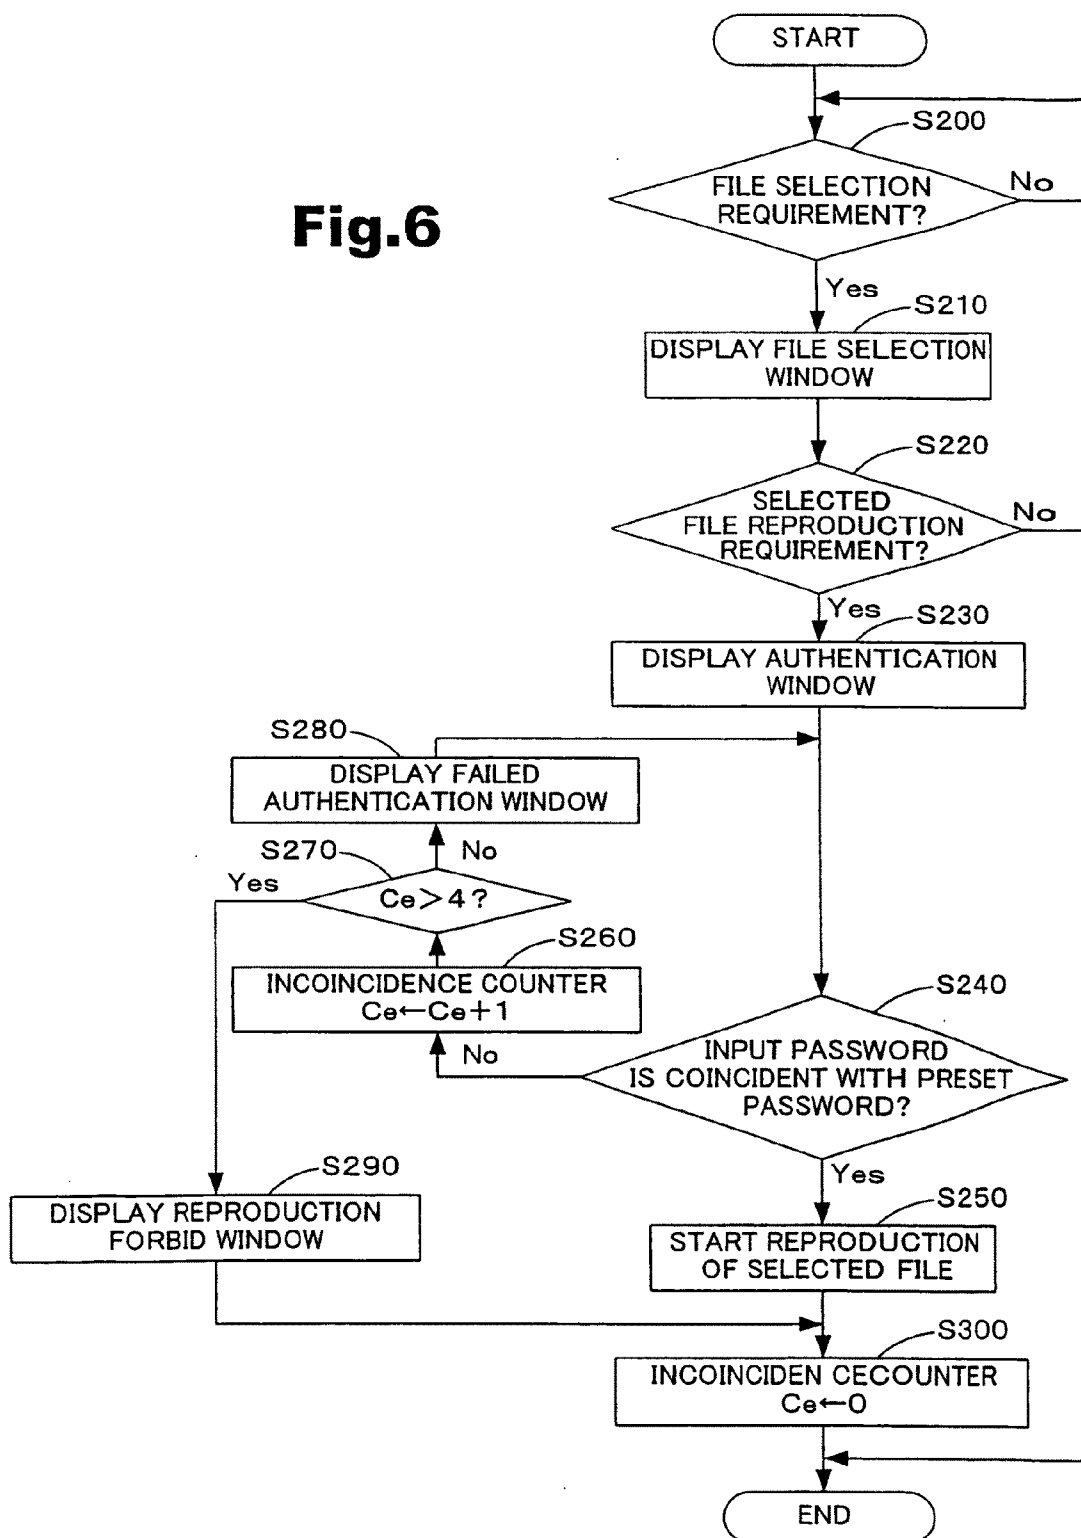 START
S200
FILE SELECTION
REQUIREMENT?
No
Fig.6
Yes
S210
DISPLAY FILE SELECTION
WINDOW
S220
SELECTED
FILE REPRODUCTION
REQUIREMENT?
No
Yes
S230
DISPLAY AUTHENTICATION
WINDOW
S280
DISPLAY FAILED
AUTHENTICATION WINDOW
S270
No
Yes
Ce>4?
S260
INCOINCIDENCE COUNTER
Ce←Ce+1
S240
No
INPUT PASSWORD
IS COINCIDENT WITH PRESET
PASSWORD?
Yes
S290
DISPLAY REPRODUCTION
FORBID WINDOW
S250
START REPRODUCTION
OF SELECTED FILE
S300
INCOINCIDEN CECOUNTER
Ce←0
END